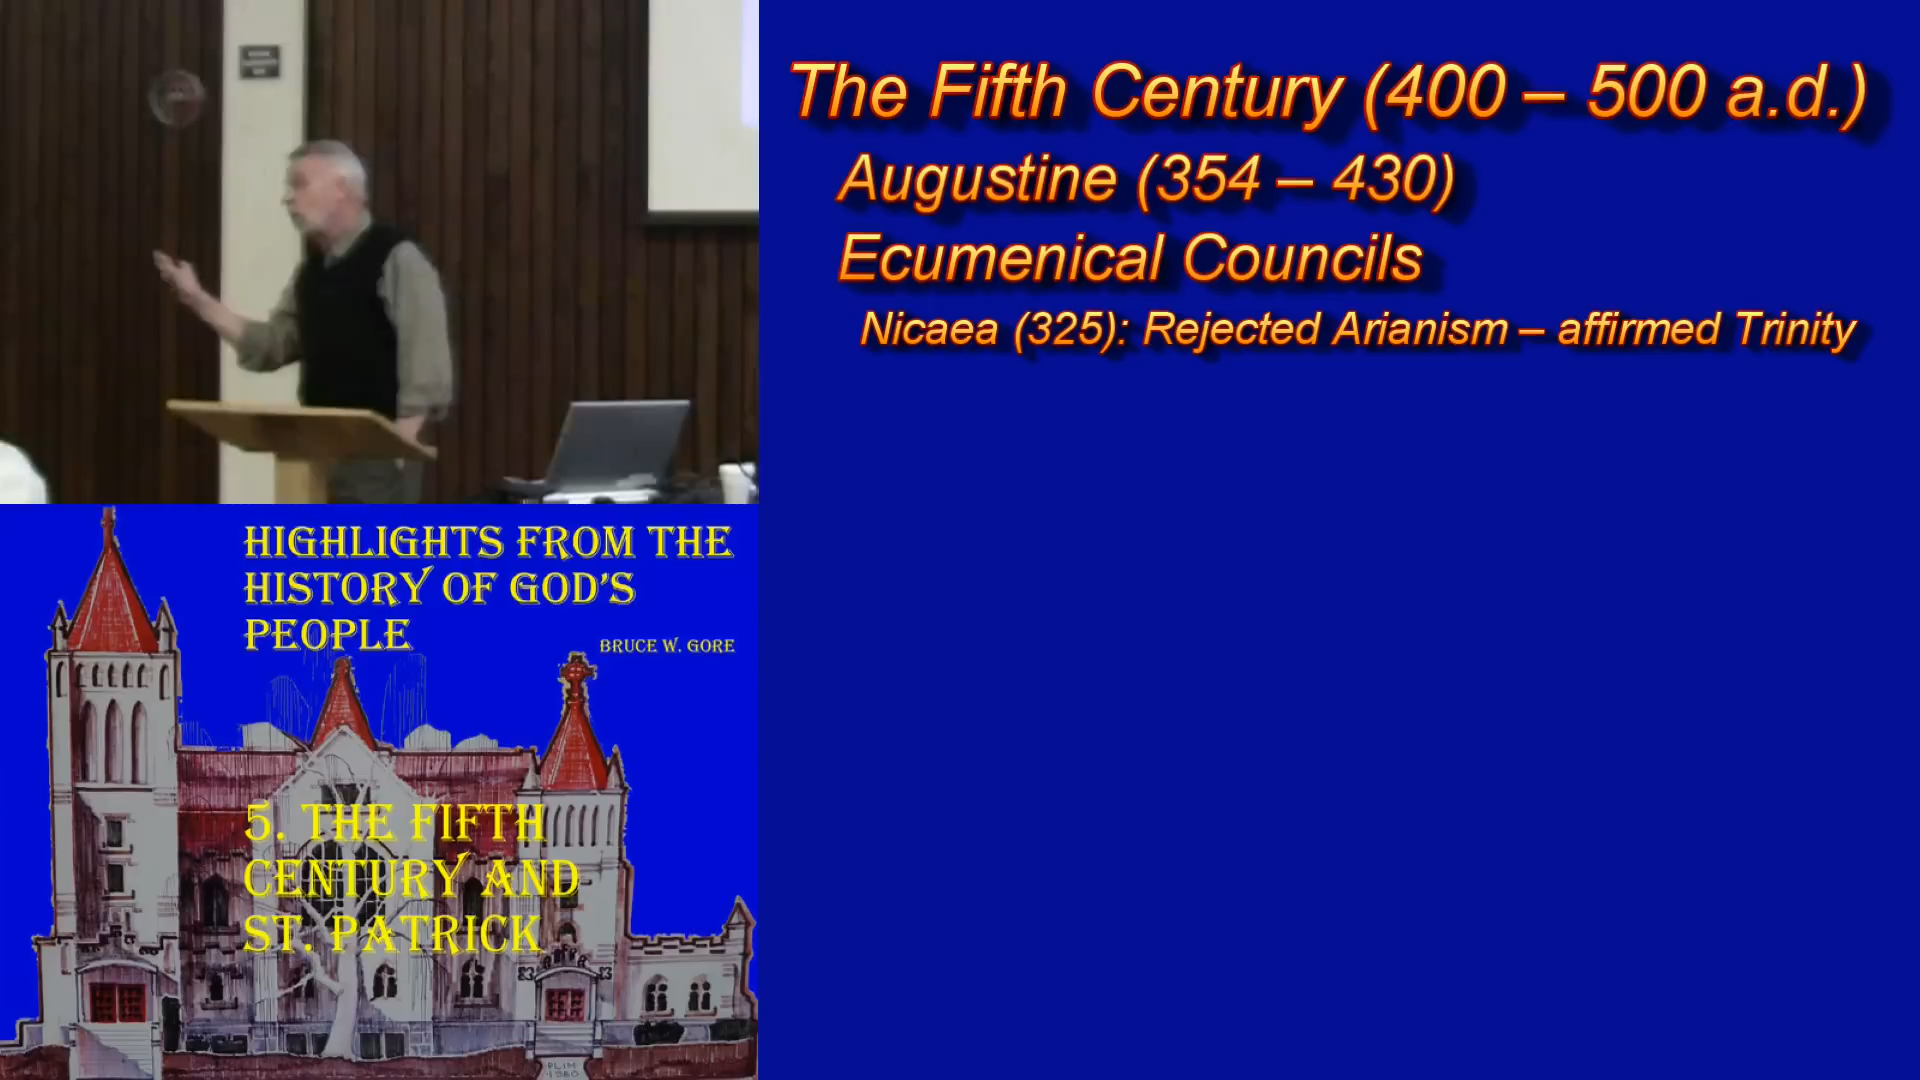 The Fifth Century (400 – 500 a.d.)
Augustine (354 – 430)
Ecumenical Councils
Nicaea (325): Rejected Arianism – affirmed Trinity
HIGHLIGHTS FROM THE
HISTORY OF GOD'S
PEOPLE
BRUCE W. GORE
5. THE FIFTH
CENTURY AND
ST. PATRICK